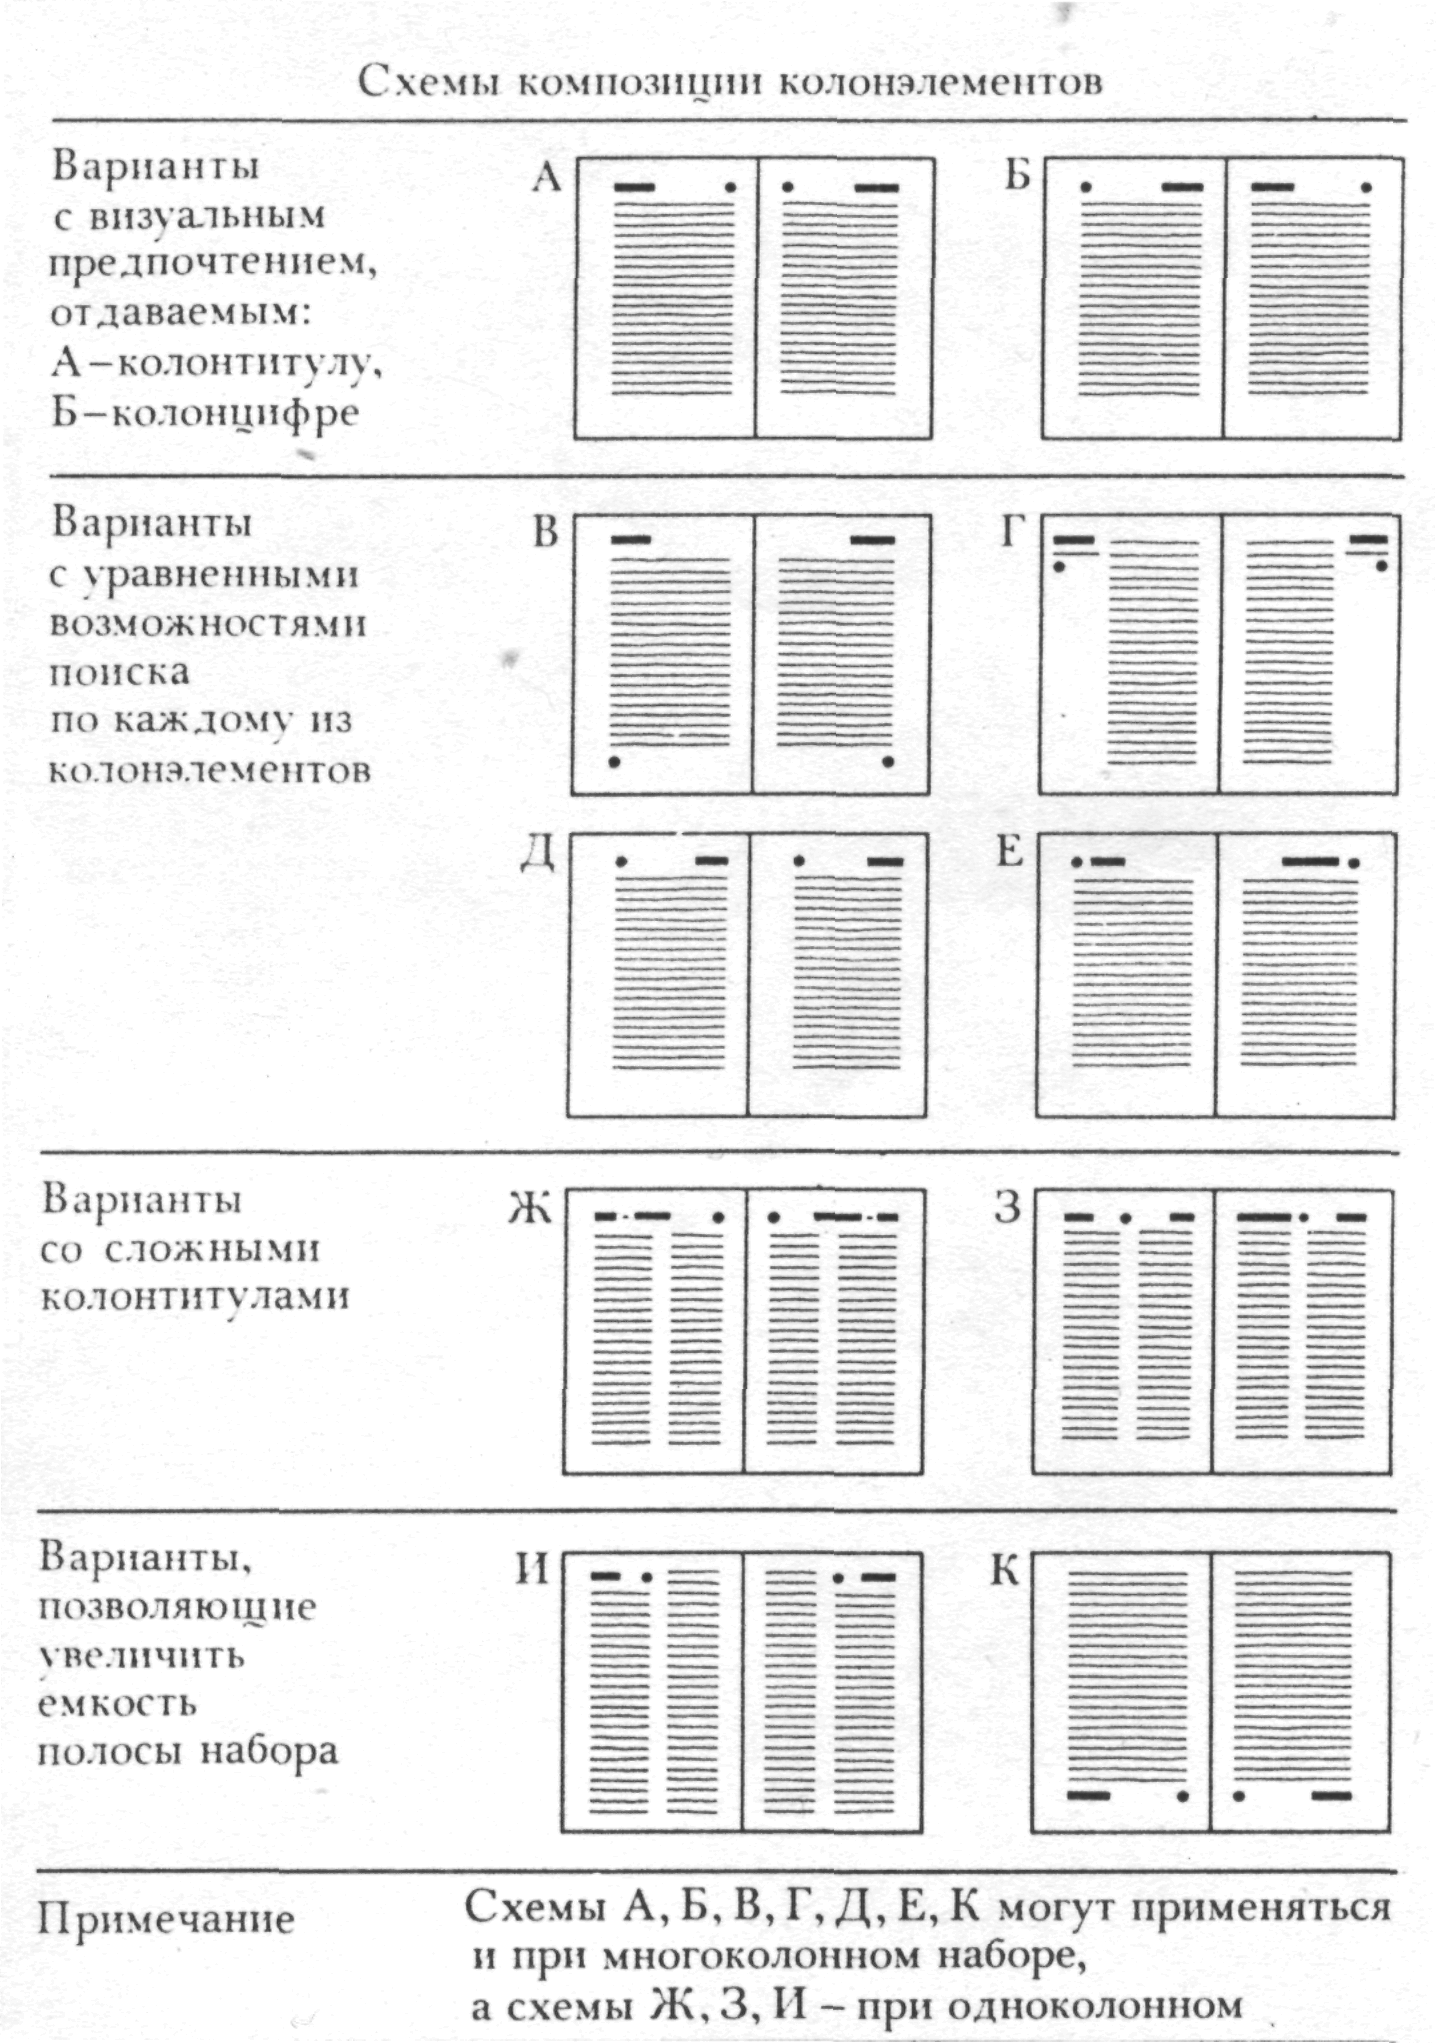 Схемы композиции колонэлементов
Варианты
с визуальным
предпочтением,
отдаваемым:
А – колонтитулу,
Б – колонцифре
А
Б
Варианты
с уравненными
возможностями
поиска
по каждому из
колонэлементов
В
Г
Д
Е
Варианты
со сложными
колонтитулами
Ж
З
Варианты,
позволяющие
увеличить
емкость
полосы набора
И
К
Примечание
Схемы А, Б, В, Г, Д, Е, К могут применяться
и при многоколонном наборе,
а схемы Ж, З, И – при одноколонном